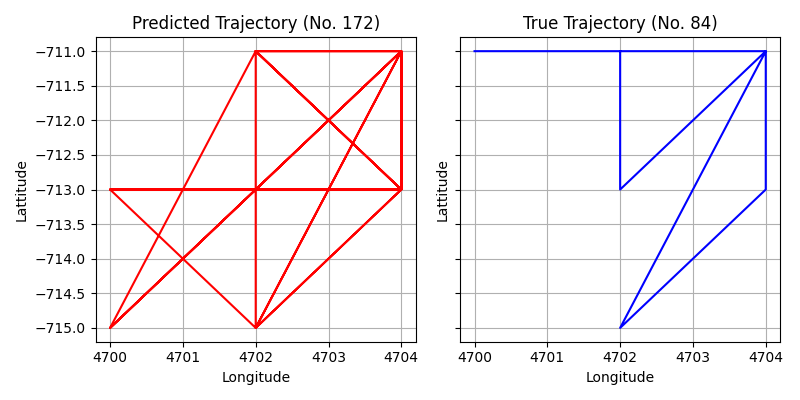 Predicted Trajectory (No. 172)
−711.0
−711.5
−712.0
−712.5
−713.0
−713.5
−714.0
−714.5
−715.0
Lattitude
4700 4701 4702 4703 4704
Longitude
True Trajectory (No. 84)
Lattitude
4700 4701 4702 4703 4704
Longitude